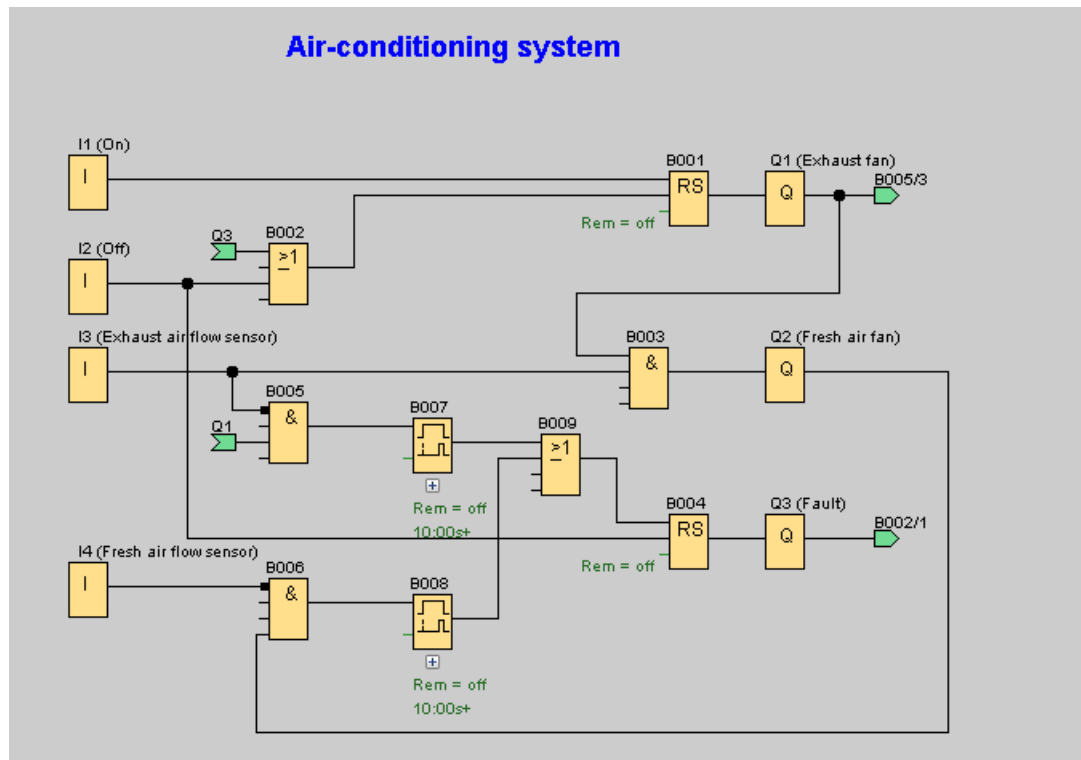 Air-conditioning system
I1 (On)
I
B001
RS
Rem = off
Q1 (Exhaust fan)
Q
B005/3
Q3
B002
>1
I2 (Off)
I
I3 (Exhaust air flow sensor)
I
B003
&
Q2 (Fresh air fan)
Q
B005
&
Q1
B007
Rem = off
10:00s+
B009
>1
B004
RS
Rem = off
Q3 (Fault)
Q
B002/1
I4 (Fresh air flow sensor)
I
B006
&
B008
Rem = off
10:00s+